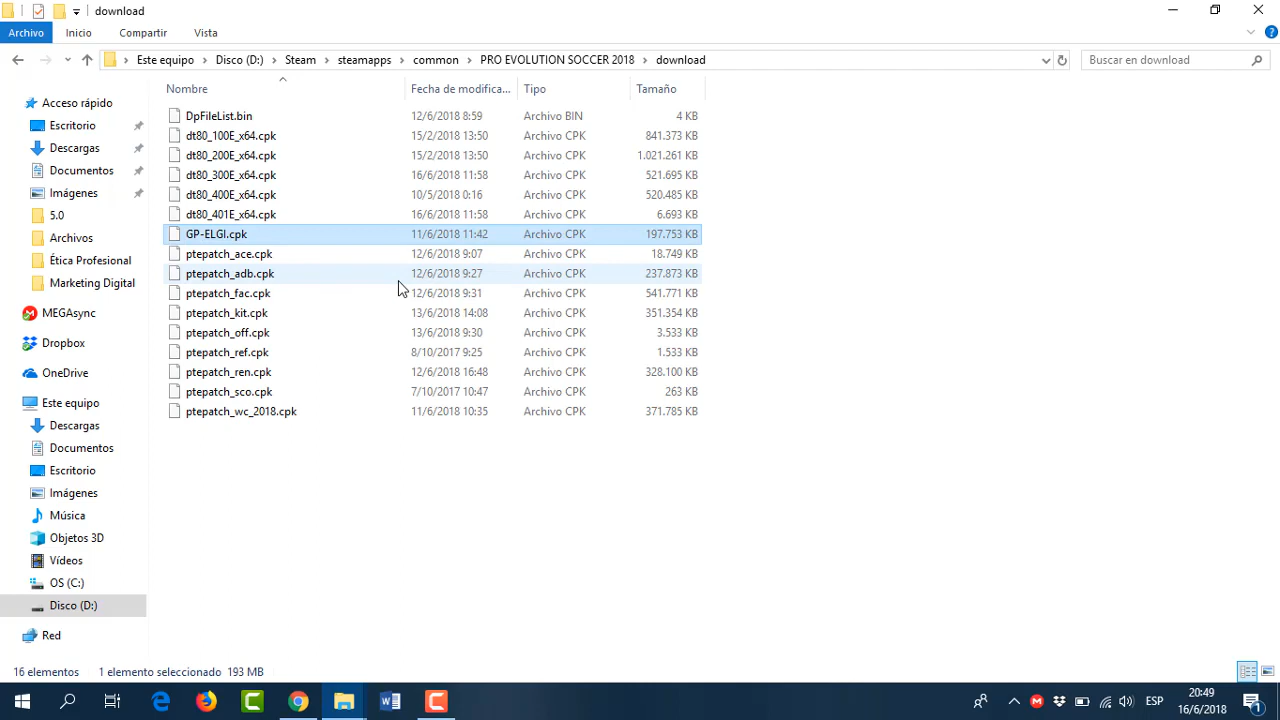 download
Archivo Inicio Compartir Vista
Este equipo Disco (D:) Steam steamapps common PRO EVOLUTION SOCCER 2018 download Buscar en download
Nombre Fecha de modifica... Tipo Tamaño
DpFileList.bin 12/6/2018 8:59 Archivo BIN 4 KB
dt80_100E_x64.cpk 15/2/2018 13:50 Archivo CPK 841.373 KB
dt80_200E_x64.cpk 15/2/2018 13:50 Archivo CPK 1.021.261 KB
dt80_300E_x64.cpk 16/6/2018 11:58 Archivo CPK 521.695 KB
dt80_400E_x64.cpk 10/5/2018 0:16 Archivo CPK 520.485 KB
dt80_401E_x64.cpk 16/6/2018 11:58 Archivo CPK 6.693 KB
GP-ELGI.cpk 11/6/2018 11:42 Archivo CPK 197.753 KB
ptepatch_ace.cpk 12/6/2018 9:07 Archivo CPK 18.749 KB
ptepatch_adb.cpk 12/6/2018 9:27 Archivo CPK 237.873 KB
ptepatch_fac.cpk 12/6/2018 9:31 Archivo CPK 541.771 KB
ptepatch_kit.cpk 13/6/2018 14:08 Archivo CPK 351.354 KB
ptepatch_off.cpk 13/6/2018 9:30 Archivo CPK 3.533 KB
ptepatch_ref.cpk 8/10/2017 9:25 Archivo CPK 1.533 KB
ptepatch_ren.cpk 12/6/2018 16:48 Archivo CPK 328.100 KB
ptepatch_sco.cpk 7/10/2017 10:47 Archivo CPK 263 KB
ptepatch_wc_2018.cpk 11/6/2018 10:35 Archivo CPK 371.785 KB
Acceso rápido
Escritorio
Descargas
Documentos
Imágenes
5.0
Archivos
Ética Profesional
Marketing Digital
MEGAsync
Dropbox
OneDrive
Este equipo
Descargas
Documentos
Escritorio
Imágenes
Música
Objetos 3D
Vídeos
OS (C:)
Disco (D:)
Red
16 elementos 1 elemento seleccionado 193 MB
ESP
20:49
16/6/2018
1